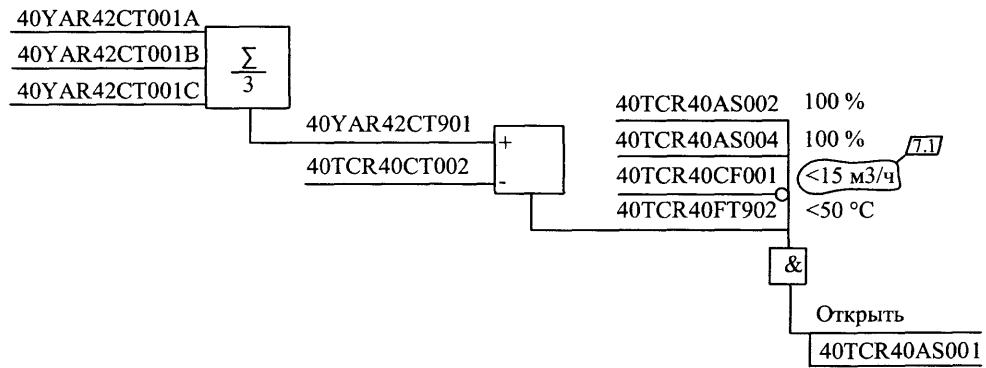 40YAR42CT001A
40YAR42CT001B
40YAR42CT001C
Σ
3
40YAR42CT901
+
40TCR40CT002
-
40TCR40AS002 100 %
40TCR40AS004 100 %
7.1
40TCR40CF001 <15 м3/ч
40TCR40FT902 <50 °C
&
Открыть
40TCR40AS001